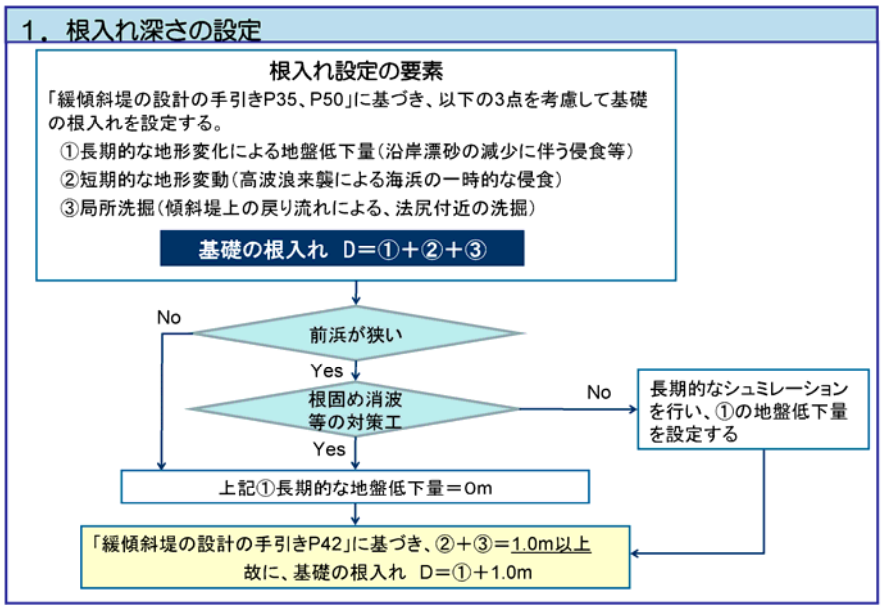 １．根入れ深さの設定
根入れ設定の要素
「緩傾斜堤の設計の手引きP35、P50」に基づき、以下の3点を考慮して基礎
の根入れを設定する。
①長期的な地形変化による地盤低下量(沿岸漂砂の減少に伴う侵食等)
②短期的な地形変動(高波浪来襲による海浜の一時的な侵食)
③局所洗掘(傾斜堤上の戻り流れによる、法尻付近の洗掘)
基礎の根入れ D＝①＋②＋③
No
前浜が狭い
Yes
根固め消波
等の対策工
No
長期的なシュミレーション
を行い、①の地盤低下量
を設定する
Yes
上記①長期的な地盤低下量＝0m
「緩傾斜堤の設計の手引きP42」に基づき、②＋③＝1.0m以上
故に、基礎の根入れ D＝①＋1.0m